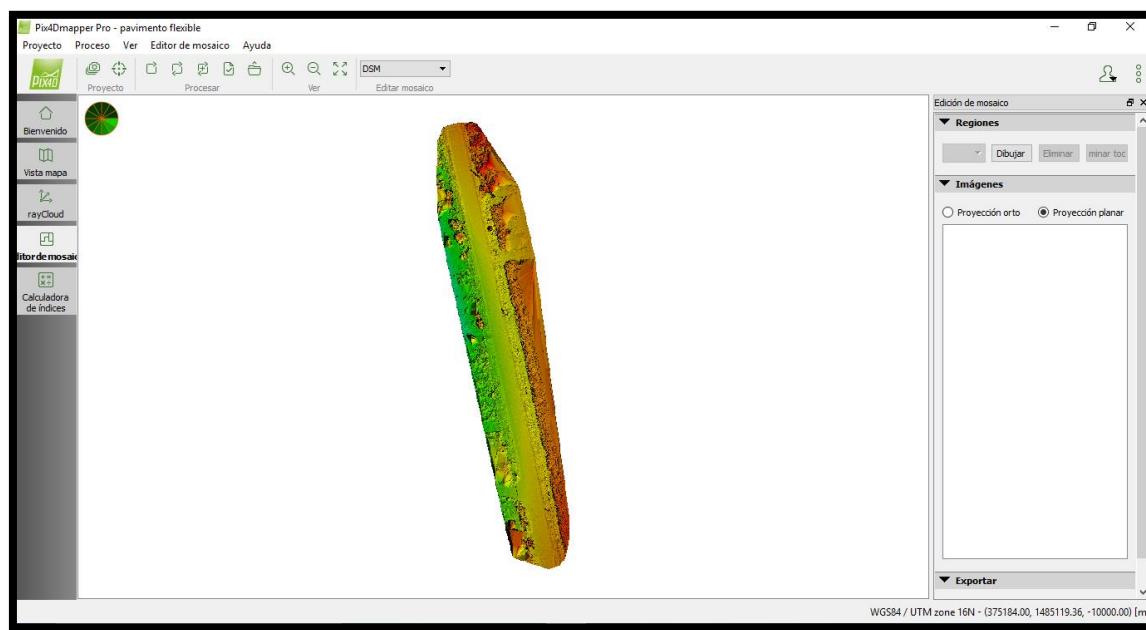 Pix4Dmapper Pro - pavimento flexible
Proyecto Proceso Ver Editor de mosaico Ayuda
PIX4D
DSM
Proyecto Procesar Ver Editar mosaico
Bienvenido
Vista mapa
rayCloud
litor de mosaic
Calculadora
de índices
Edición de mosaico
Regiones
Dibujar Eliminar minar toc
Imágenes
Proyección orto Proyección planar
Exportar
WGS84 / UTM zone 16N - (375184.00, 1485119.36, -10000.00) [m